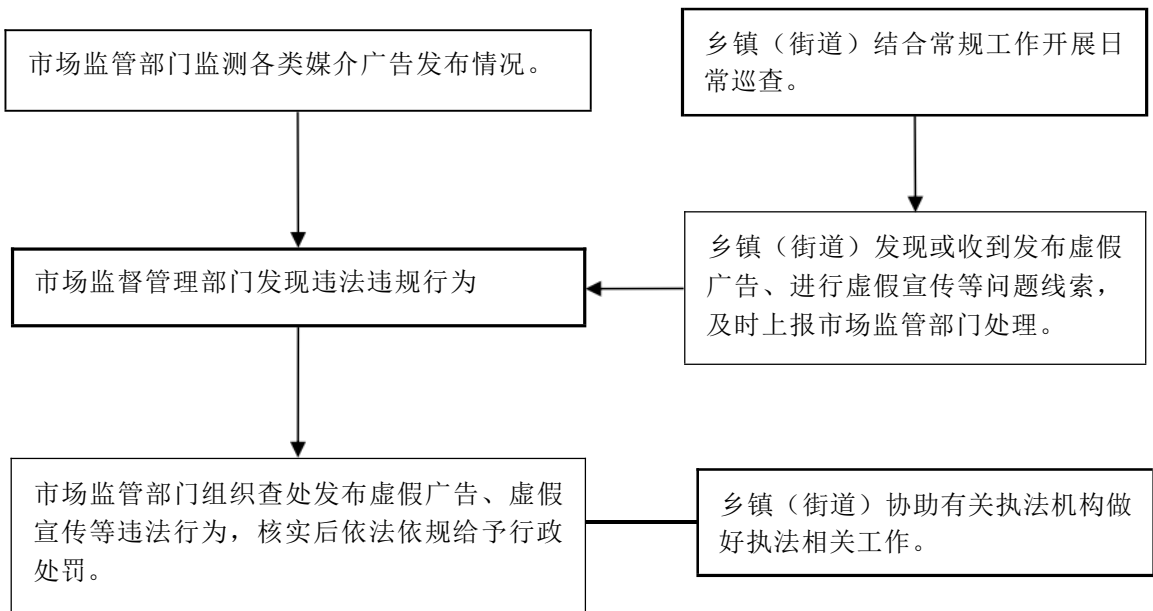 市场监管部门监测各类媒介广告发布情况。
乡镇（街道）结合常规工作开展日
常巡查。
市场监督管理部门发现违法违规行为
乡镇（街道）发现或收到发布虚假
广告、进行虚假宣传等问题线索，
及时上报市场监管部门处理。
市场监管部门组织查处发布虚假广告、虚假
宣传等违法行为，核实后依法依规给予行政
处罚。
乡镇（街道）协助有关执法机构做
好执法相关工作。